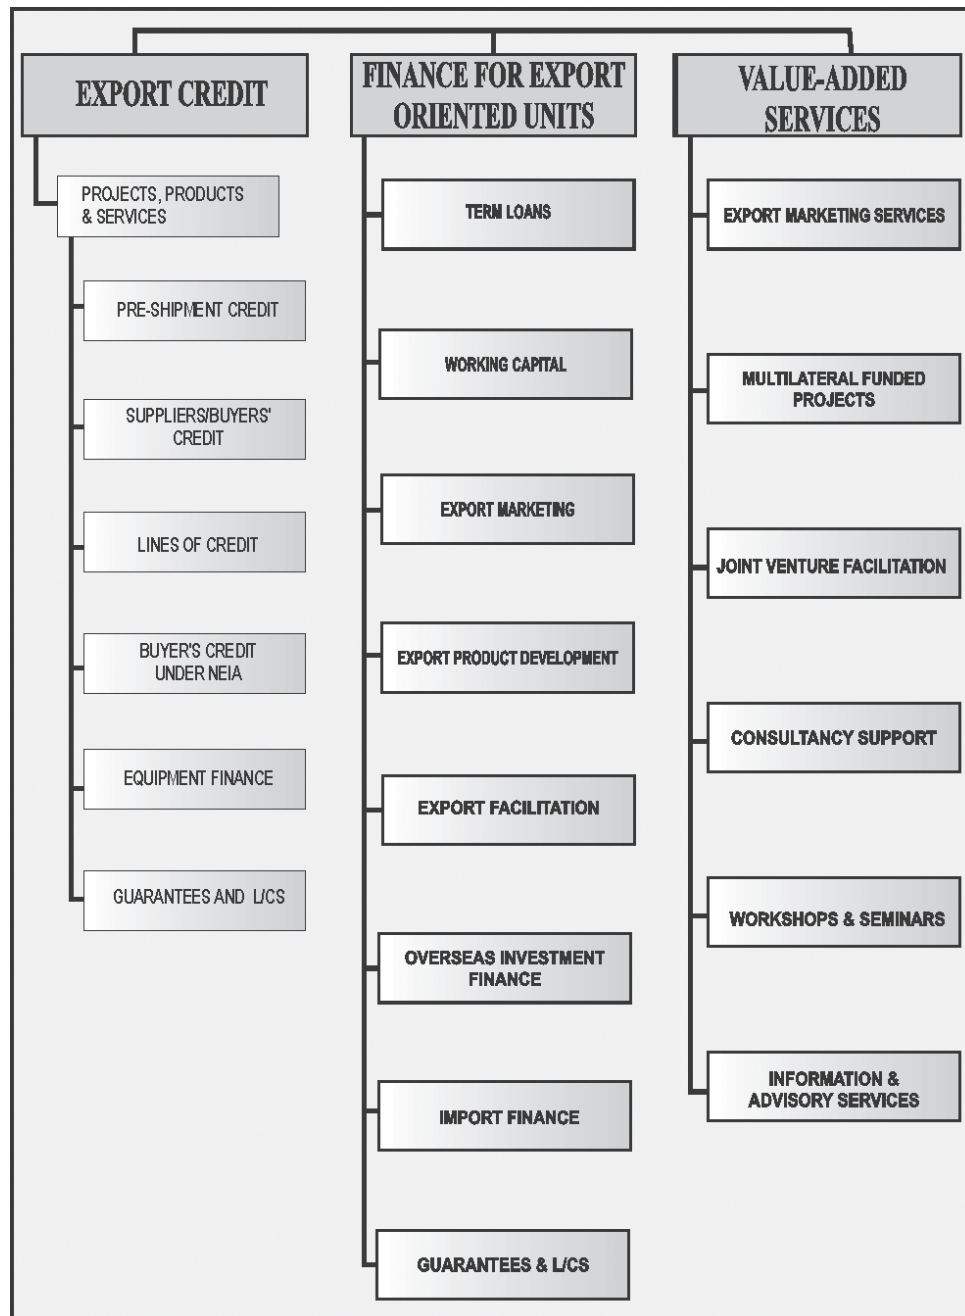 EXPORT CREDIT
PROJECTS, PRODUCTS
& SERVICES
PRE-SHIPMENT CREDIT
SUPPLIERS/BUYERS'
CREDIT
LINES OF CREDIT
BUYER'S CREDIT
UNDER NEIA
EQUIPMENT FINANCE
GUARANTEES AND L/CS
FINANCE FOR EXPORT
ORIENTED UNITS
TERM LOANS
WORKING CAPITAL
EXPORT MARKETING
EXPORT PRODUCT DEVELOPMENT
EXPORT FACILITATION
OVERSEAS INVESTMENT
FINANCE
IMPORT FINANCE
GUARANTEES & L/CS
VALUE-ADDED
SERVICES
EXPORT MARKETING SERVICES
MULTILATERAL FUNDED
PROJECTS
JOINT VENTURE FACILITATION
CONSULTANCY SUPPORT
WORKSHOPS & SEMINARS
INFORMATION &
ADVISORY SERVICES